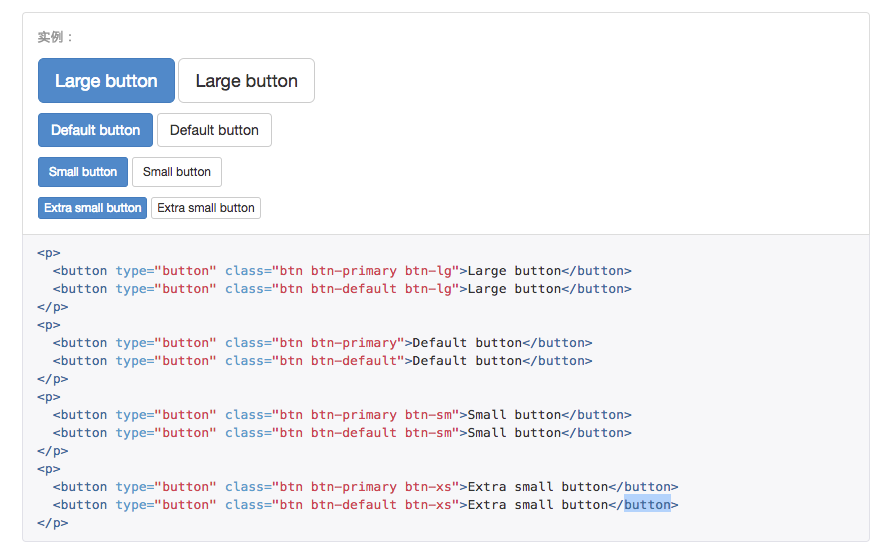 实例：
Large button Large button
Default button Default button
Small button Small button
Extra small button Extra small button
<p>
  <button type="button" class="btn btn-primary btn-lg">Large button</button>
  <button type="button" class="btn btn-default btn-lg">Large button</button>
</p>
<p>
  <button type="button" class="btn btn-primary">Default button</button>
  <button type="button" class="btn btn-default">Default button</button>
</p>
<p>
  <button type="button" class="btn btn-primary btn-sm">Small button</button>
  <button type="button" class="btn btn-default btn-sm">Small button</button>
</p>
<p>
  <button type="button" class="btn btn-primary btn-xs">Extra small button</button>
  <button type="button" class="btn btn-default btn-xs">Extra small button</button>
</p>